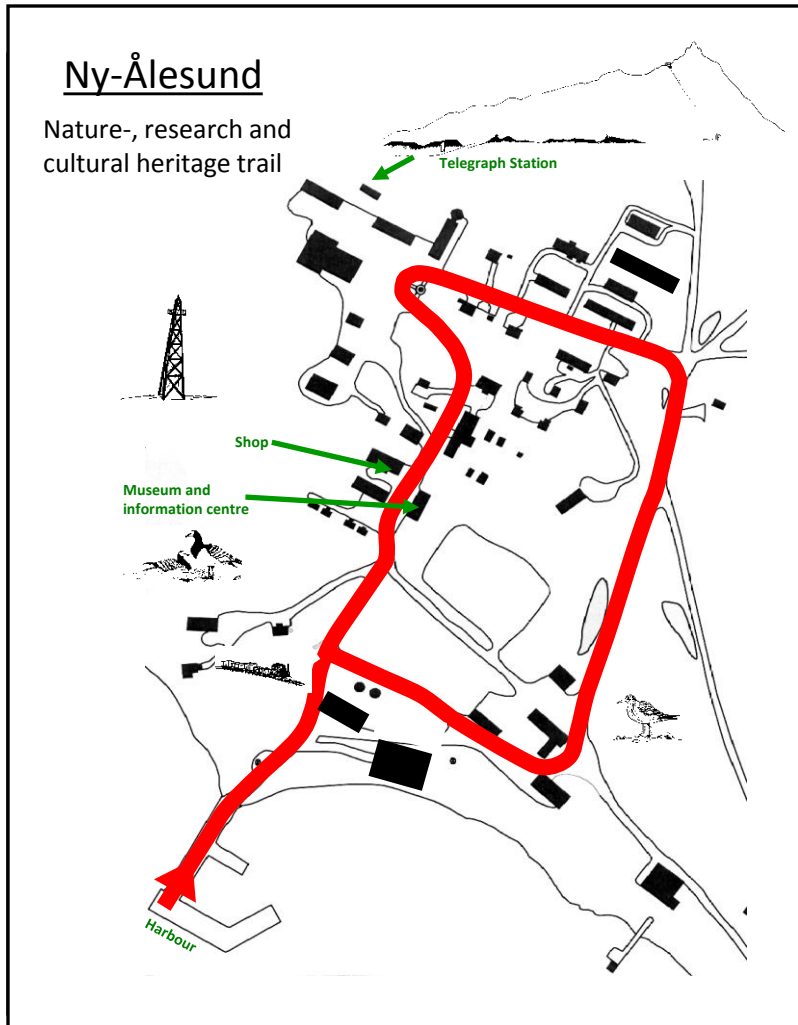 Ny-Ålesund
Nature-, research and
cultural heritage trail
Telegraph Station
Shop
Museum and
information centre
Harbour